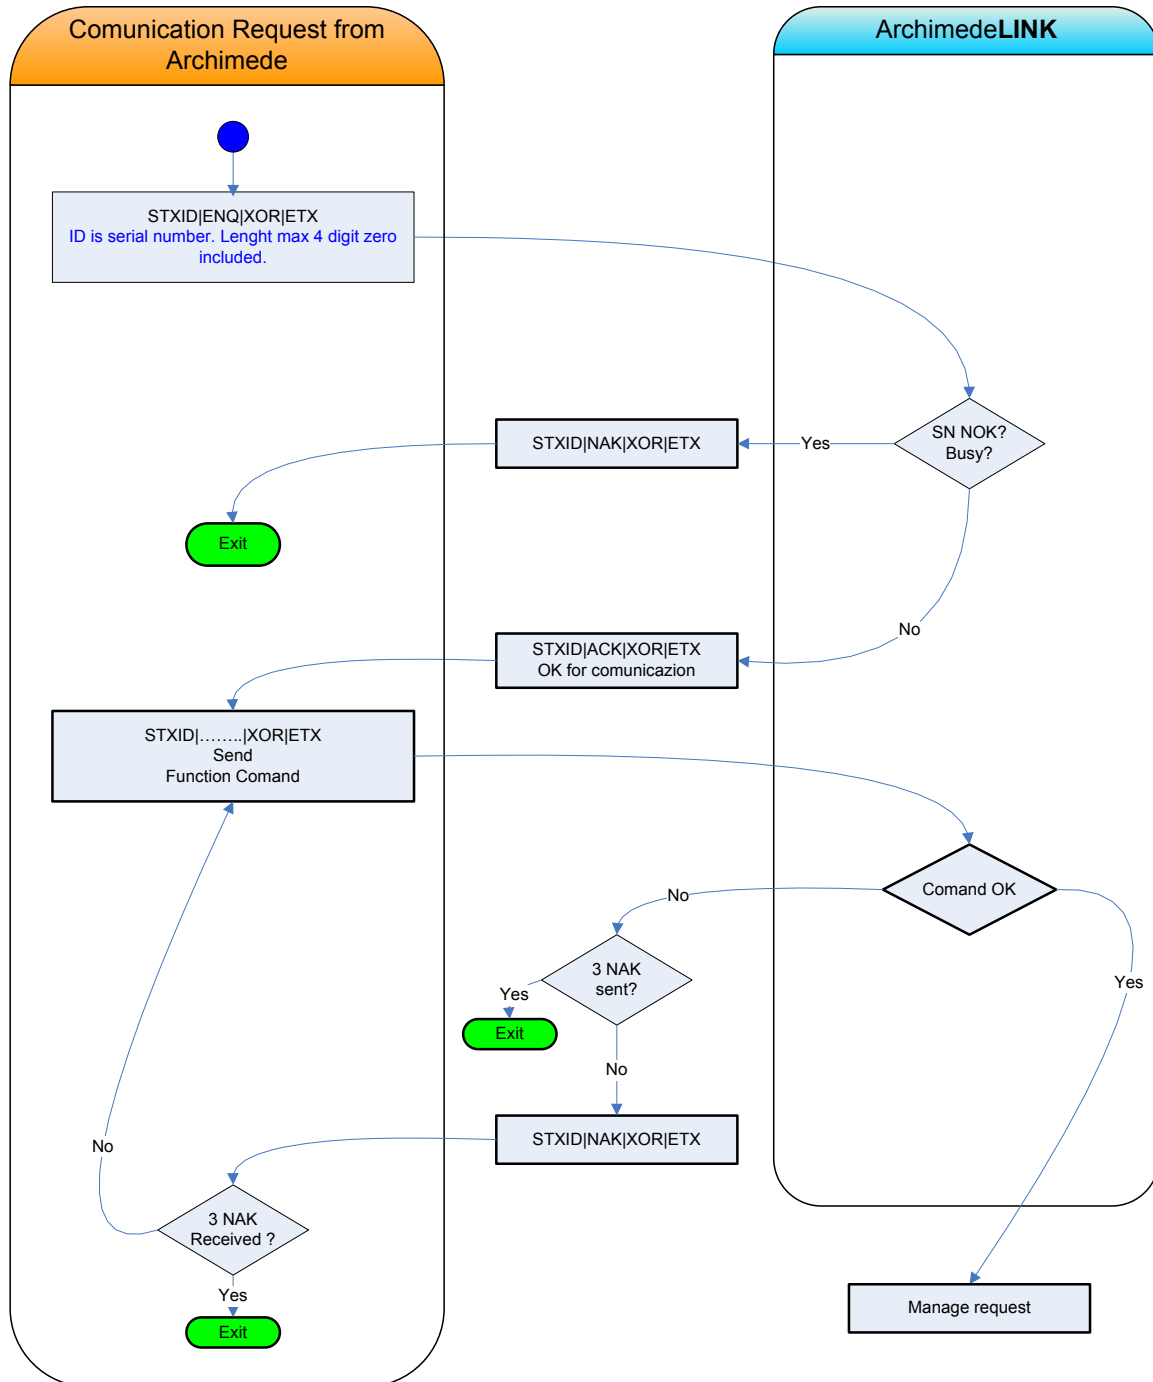 Comunication Request from
Archimede
ArchimedeLINK
STXID|ENQ|XOR|ETX
ID is serial number. Lenght max 4 digit zero
included.
SN NOK?
Busy?
Yes
STXID|NAK|XOR|ETX
Exit
No
STXID|ACK|XOR|ETX
OK for comunicazion
STXID|........|XOR|ETX
Send
Function Comand
Comand OK
No
Yes
3 NAK
sent?
Yes
Exit
No
STXID|NAK|XOR|ETX
No
3 NAK
Received ?
Yes
Exit
Manage request